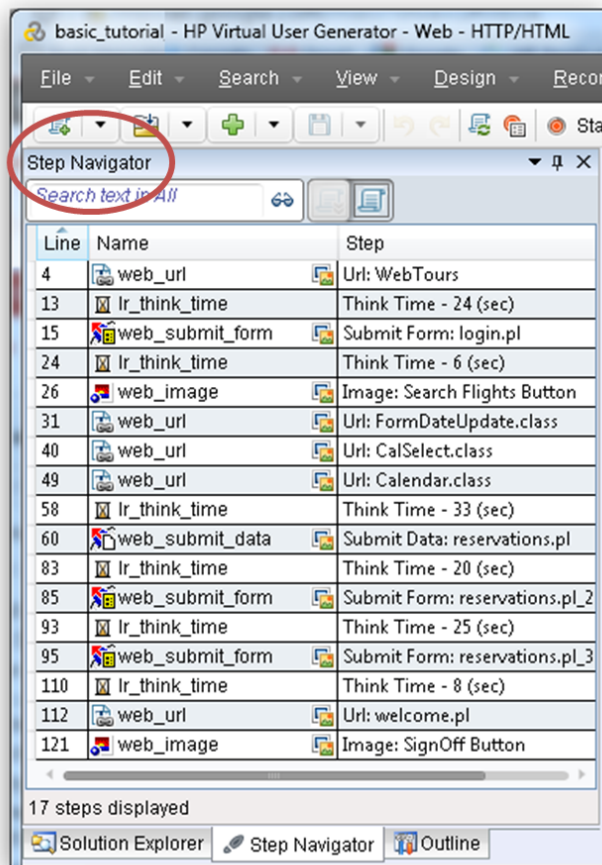 basic_tutorial - HP Virtual User Generator - Web - HTTP/HTML
File Edit Search View Design Recor
Sta
Step Navigator
Search text in All
Line Name Step
4 web_url Url: WebTours
13 lr_think_time Think Time - 24 (sec)
15 web_submit_form Submit Form: login.pl
24 lr_think_time Think Time - 6 (sec)
26 web_image Image: Search Flights Button
31 web_url Url: FormDateUpdate.class
40 web_url Url: CalSelect.class
49 web_url Url: Calendar.class
58 lr_think_time Think Time - 33 (sec)
60 web_submit_data Submit Data: reservations.pl
83 lr_think_time Think Time - 20 (sec)
85 web_submit_form Submit Form: reservations.pl_2
93 lr_think_time Think Time - 25 (sec)
95 web_submit_form Submit Form: reservations.pl_3
110 lr_think_time Think Time - 8 (sec)
112 web_url Url: welcome.pl
121 web_image Image: SignOff Button
17 steps displayed
Solution Explorer Step Navigator Outline